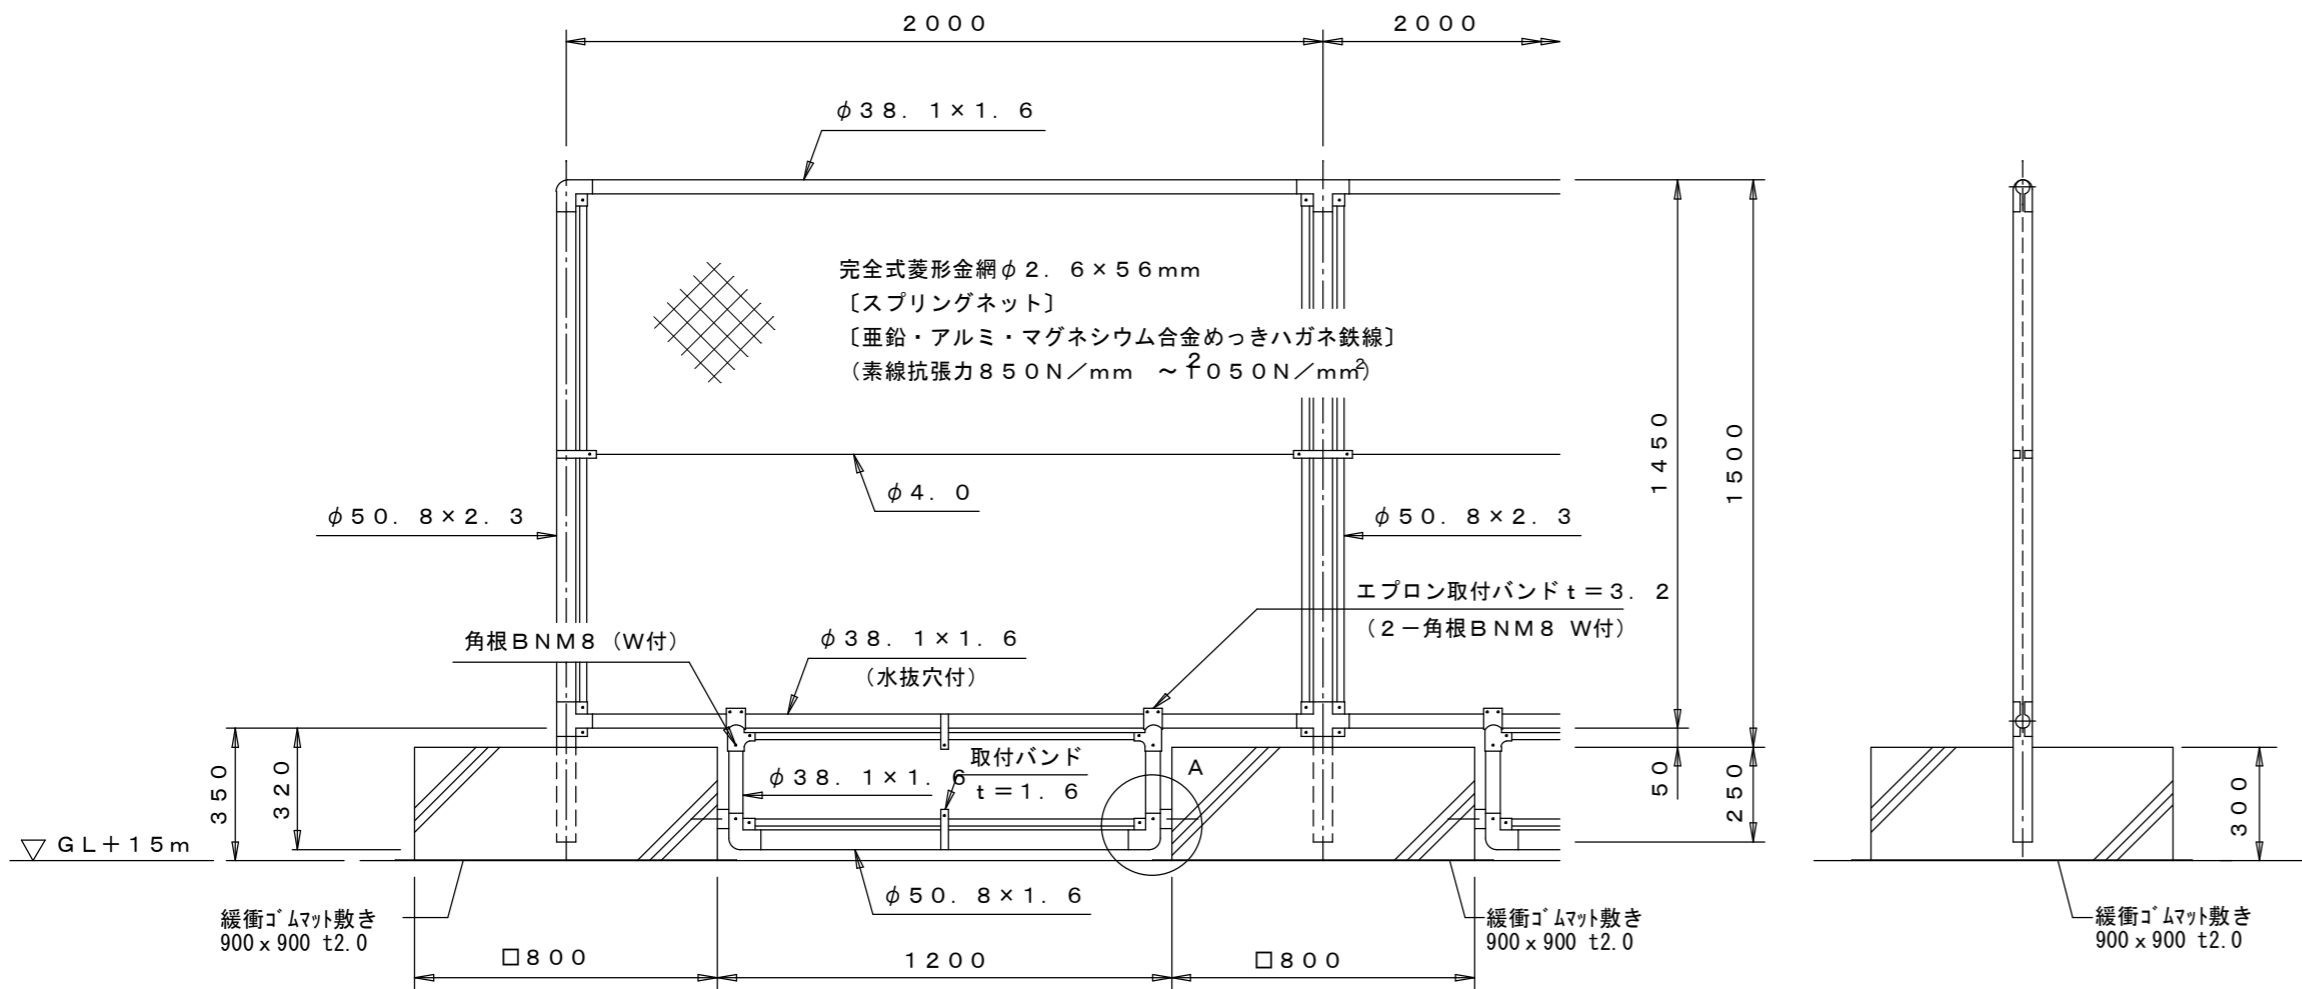 2000
2000
φ38.1×1.6
完全式菱形金網φ2.6×56mm
〔スプリングネット〕
〔亜鉛・アルミ・マグネシウム合金めっきハガネ鉄線〕
(素線抗張力850N/mm²～1050N/mm²)
φ4.0
φ50.8×2.3
φ50.8×2.3
1450
1500
エプロン取付バンドt=3.2
(2－角根BNM8 W付)
角根BNM8 (W付)
φ38.1×1.6
(水抜穴付)
取付バンド
t=1.6
φ38.1×1.6
A
350
320
50
250
300
GL+15m
φ50.8×1.6
緩衝ゴムマット敷き
900x900 t2.0
緩衝ゴムマット敷き
900x900 t2.0
緩衝ゴムマット敷き
900x900 t2.0
□800
1200
□800